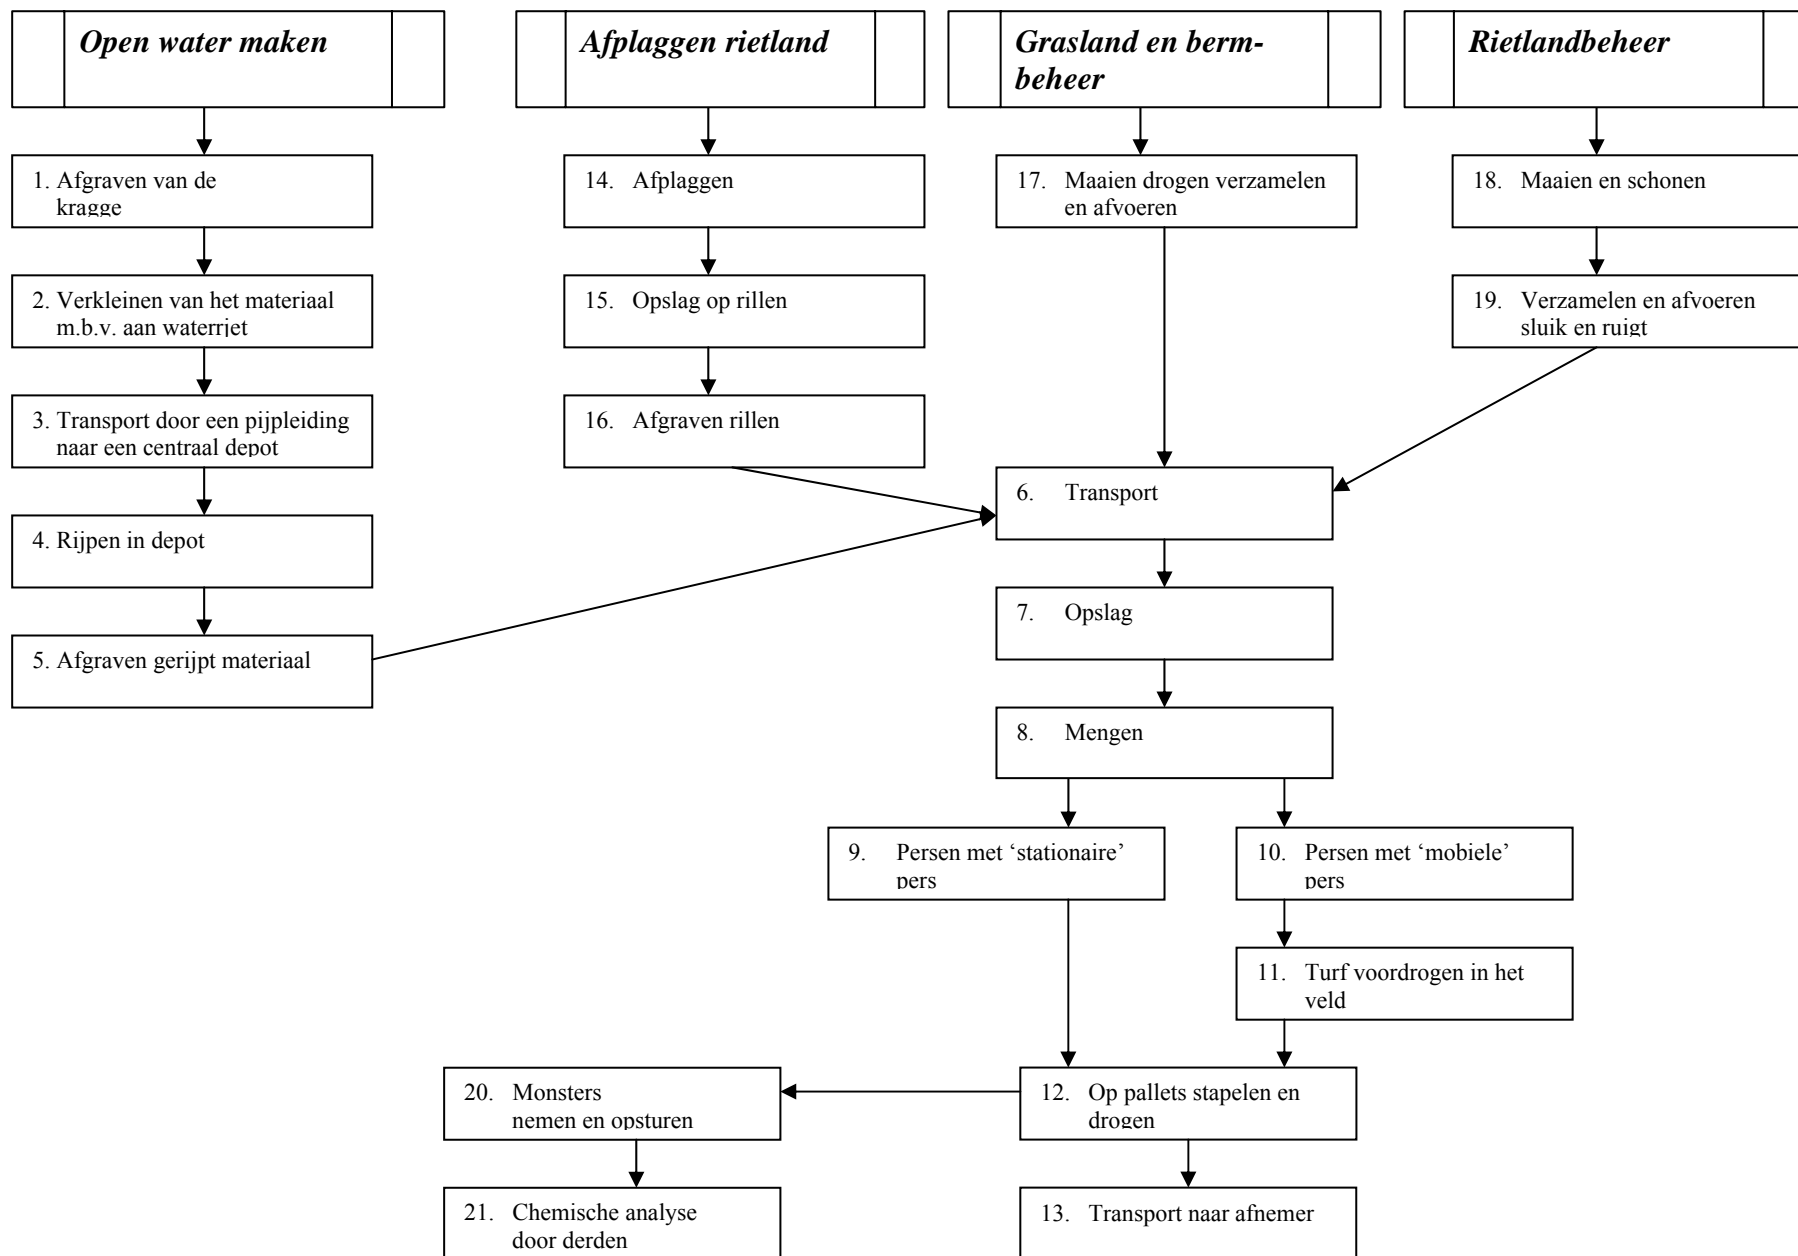 Open water maken
Afplaggen rietland
Grasland en berm-
beheer
Rietlandbeheer
1. Afgraven van de
kragge
14. Afplaggen
17. Maaien drogen verzamelen
en afvoeren
18. Maaien en schonen
2. Verkleinen van het materiaal
m.b.v. aan waterrjet
15. Opslag op rillen
19. Verzamelen en afvoeren
sluik en ruigt
3. Transport door een pijpleiding
naar een centraal depot
16. Afgraven rillen
6. Transport
4. Rijpen in depot
7. Opslag
5. Afgraven gerijpt materiaal
8. Mengen
9. Persen met ‘stationaire’
pers
10. Persen met ‘mobiele’
pers
11. Turf voordrogen in het
veld
20. Monsters
nemen en opsturen
12. Op pallets stapelen en
drogen
21. Chemische analyse
door derden
13. Transport naar afnemer